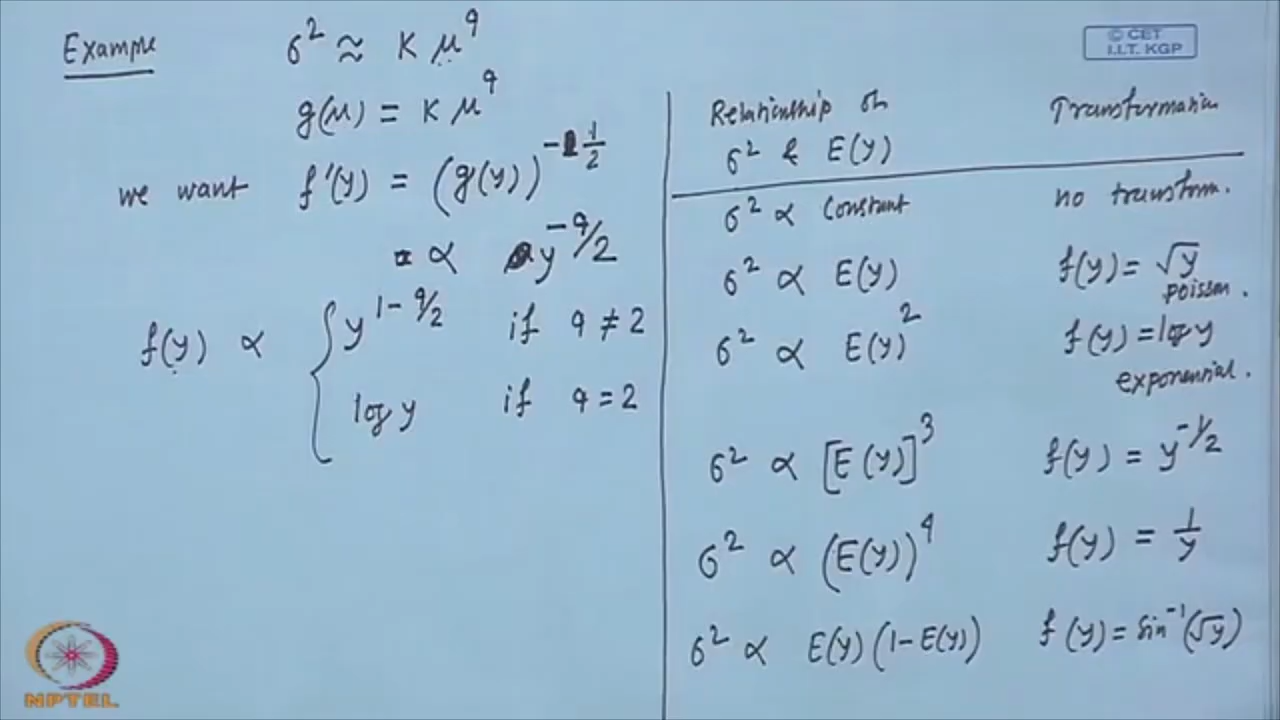 Example
σ² ≈ K μ^q
g(μ) = K μ^q
we want f'(y) = (g(y))^-1/2
∝ y^-q/2
f(y) ∝ { y^1-q/2 if q ≠ 2
log y if q = 2
© CET
I.I.T. KGP
Relationship on Transformation
σ² & E(y)
σ² ∝ Constant no transform.
σ² ∝ E(y) f(y) = √y
poisson.
σ² ∝ E(y)² f(y) = log y
exponential.
σ² ∝ [E(y)]³ f(y) = y^-1/2
σ² ∝ (E(y))⁴ f(y) = 1/y
σ² ∝ E(y)(1-E(y)) f(y) = Sin⁻¹(√y)
NPTEL